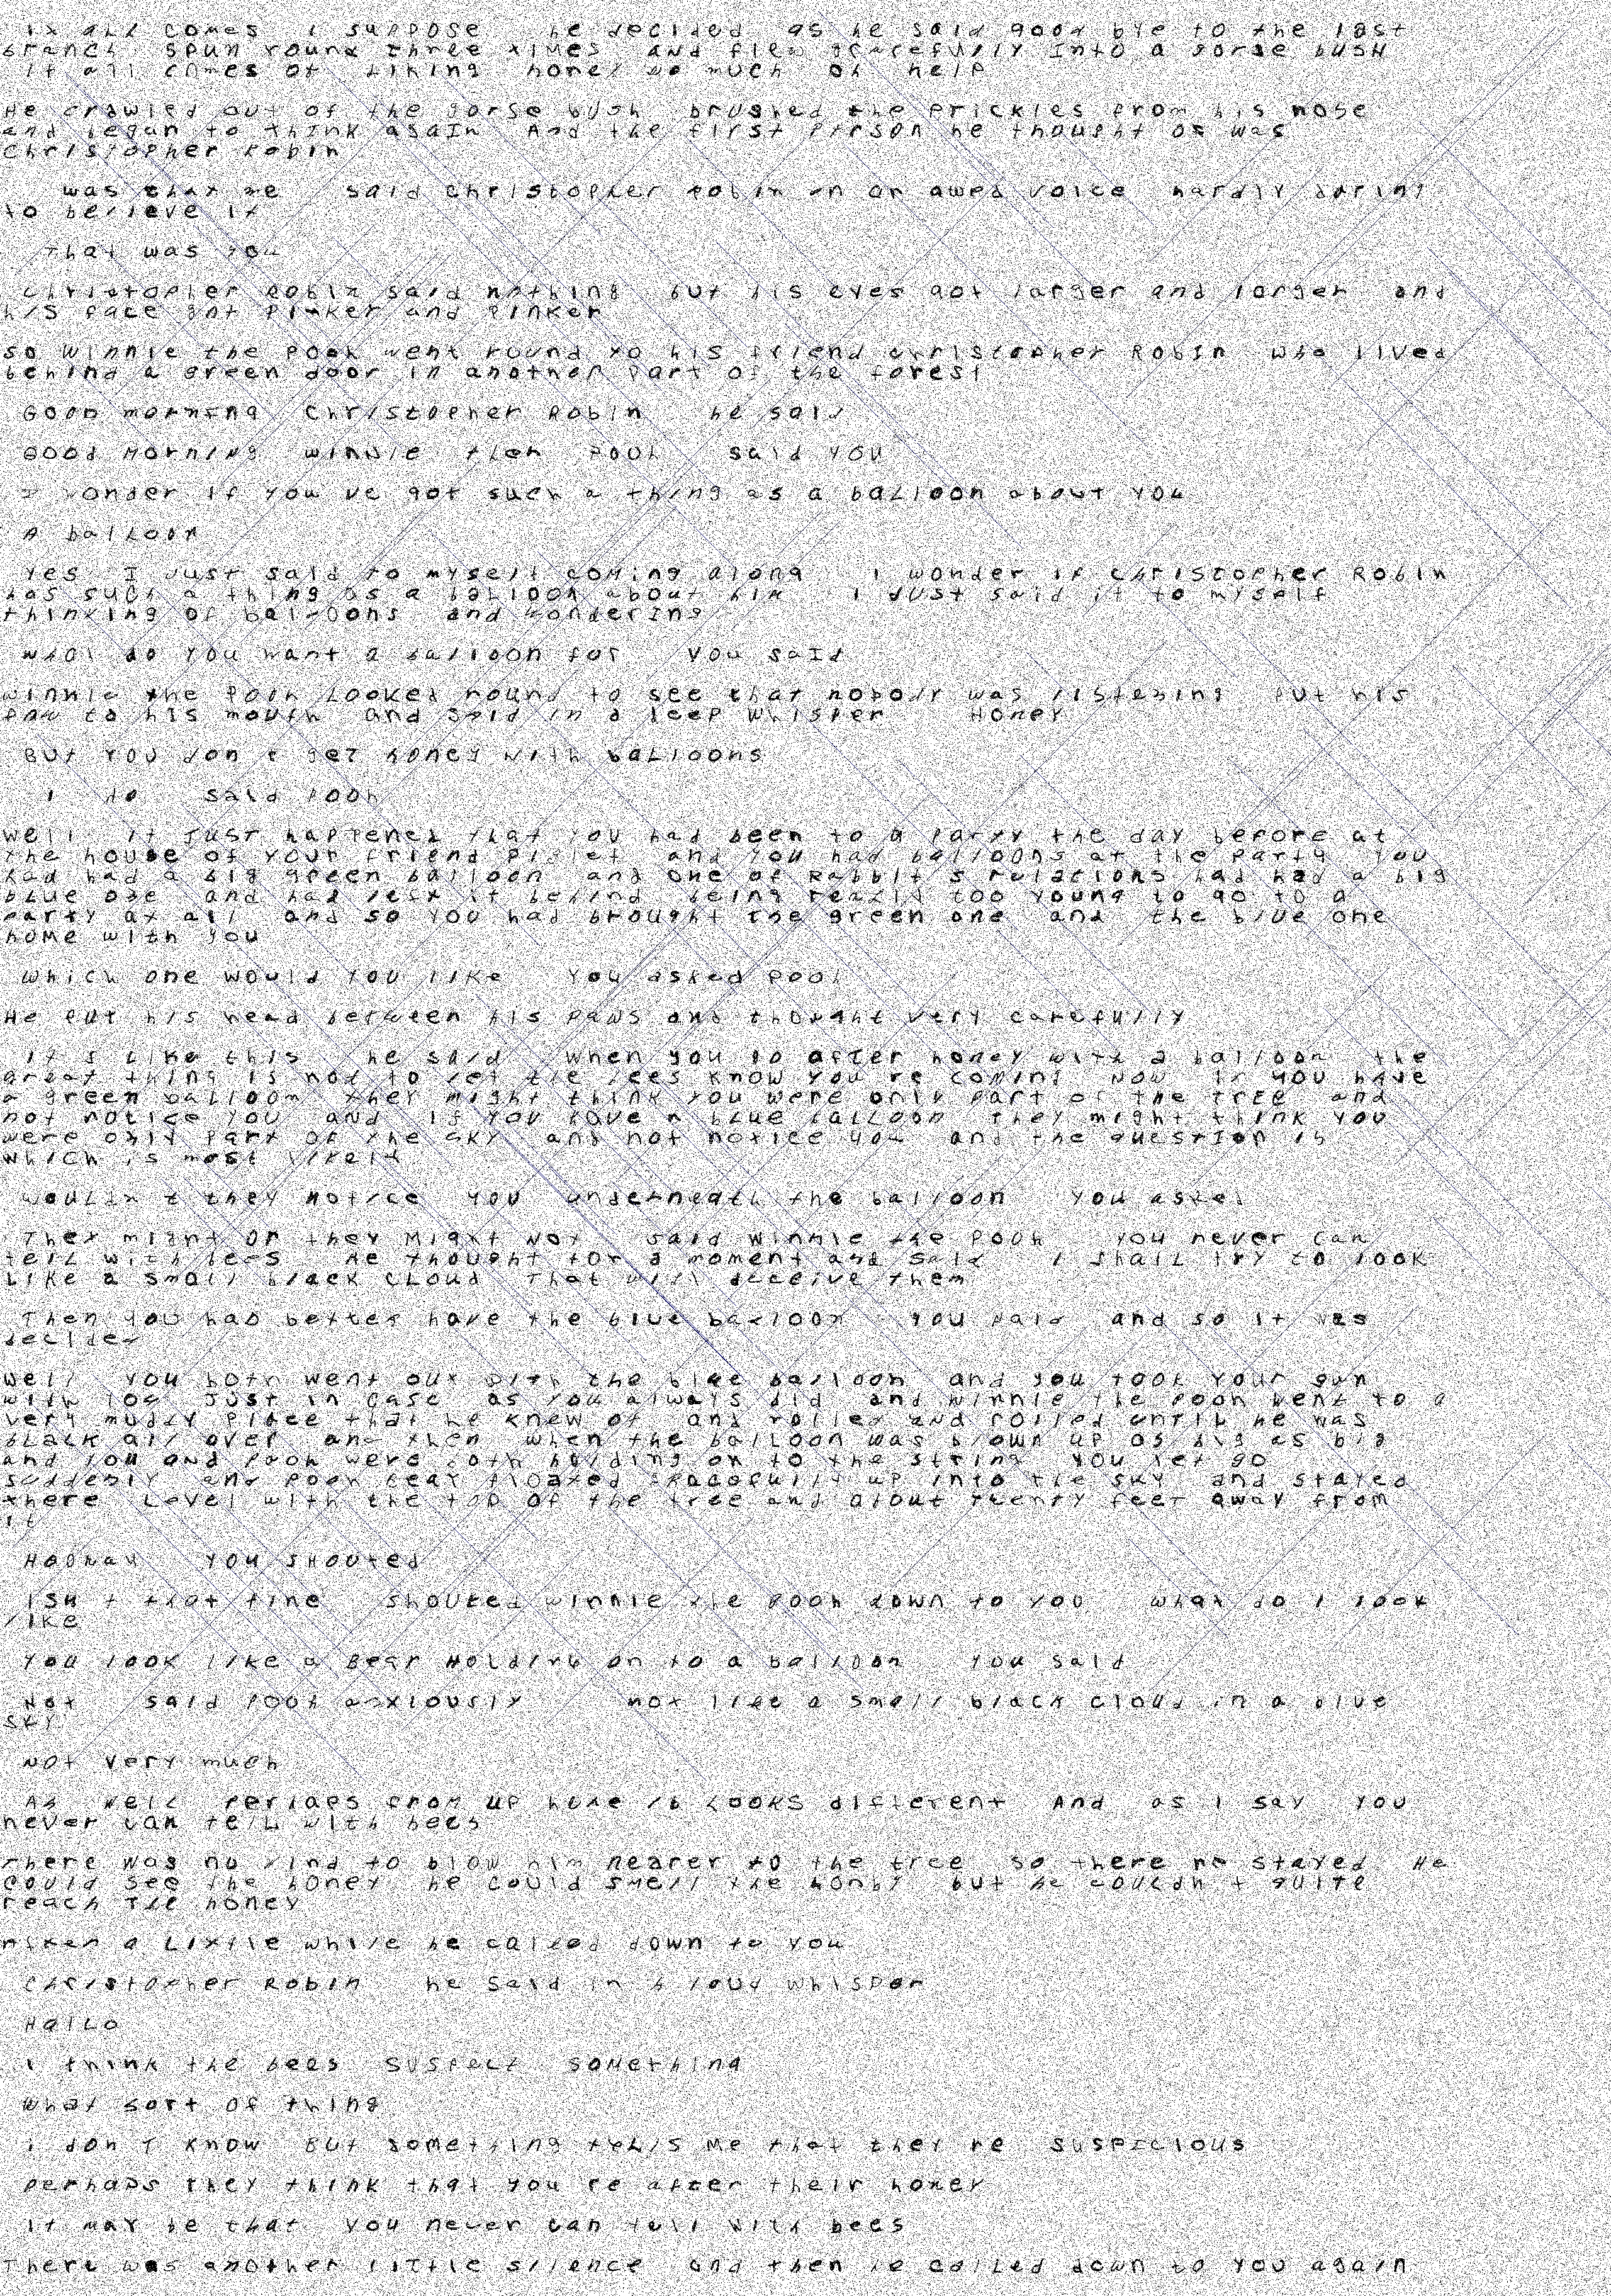 It all comes I suppose he decided as he said good bye to the last
branch spun round three times and flew gracefully into a gorse bush
It all comes of liking honey so much oh help
He crawled out of the gorse bush brushed the prickles from his nose
and began to think again And the first person he thought of was
Christopher Robin
was that me said Christopher Robin in an awed voice hardly daring
to believe it
That was you
Christopher Robin said nothing but his eyes got larger and larger and
his face got pinker and pinker
so Winnie the Pooh went round to his friend Christopher Robin who lived
behind a green door in another part of the forest
Good morning Christopher Robin he said
Good Morning Winnie ther Pooh said you
I wonder if you ve got such a thing as a balloon about you
A balloon
Yes I just said to myself coming along I wonder if Christopher Robin
has such a thing as a balloon about him I just said it to myself
thinking of balloons and wondering
What do you want a balloon for you said
Winnie the Pooh looked round to see that nobody was listening put his
paw to his mouth and said in a deep whisper Honey
But you don t get honey with balloons
I do said Pooh
Well it just happened that you had been to a party the day before at
the house of your friend Piglet and you had balloons at the party You
had had a big green balloon and one of Rabbit s relations had had a big
blue one and had left it behind being really too young to go to a
party at all and so you had brought the green one and the blue one
home with you
Which one would you like you asked Pooh
He put his head between his paws and thought very carefully
It s like this he said When you go after honey with a balloon the
great thing is not to let the bees know you re coming Now if you have
a green balloon they might think you were only part of the tree and
not notice you and if you have a blue balloon they might think you
were only part of the sky and not notice you and the question is
Which is most likely
Wouldn t they notice you underneath the balloon you asked
They might or they might not said Winnie the Pooh You never can
tell with bees He thought for a moment and said I shall try to look
like a small black cloud That will deceive them
Then you had better have the blue balloon you said and so it was
decided
Well you both went out with the blue balloon and you took your gun
with you just in case as you always did and Winnie the Pooh went to a
very muddy place that he knew of and rolled and rolled until he was
black all over and then when the balloon was blown up as big as big
and you and Pooh were both holding on to the string you let go
suddenly and Pooh Bear floated gracefully up into the sky and stayed
there level with the top of the tree and about twenty feet away from
it
Hooray you shouted
Isn t that fine shouted Winnie the Pooh down to you What do I look
like
You look like a Bear holding on to a balloon you said
Not said Pooh anxiously not like a small black cloud in a blue
sky
Not very much
Ah well perhaps from up here it looks different And as I say you
never can tell with bees
There was no wind to blow him nearer to the tree so there he stayed He
could see the honey he could smell the honey but he couldn t quite
reach the honey
After a little while he called down to you
Christopher Robin he said in a loud whisper
Hallo
I think the bees suspect something
What sort of thing
I don t know But something tells me that they re suspicious
Perhaps they think that you re after their honey
It may be that You never can tell with bees
There was another little silence and then he called down to you again